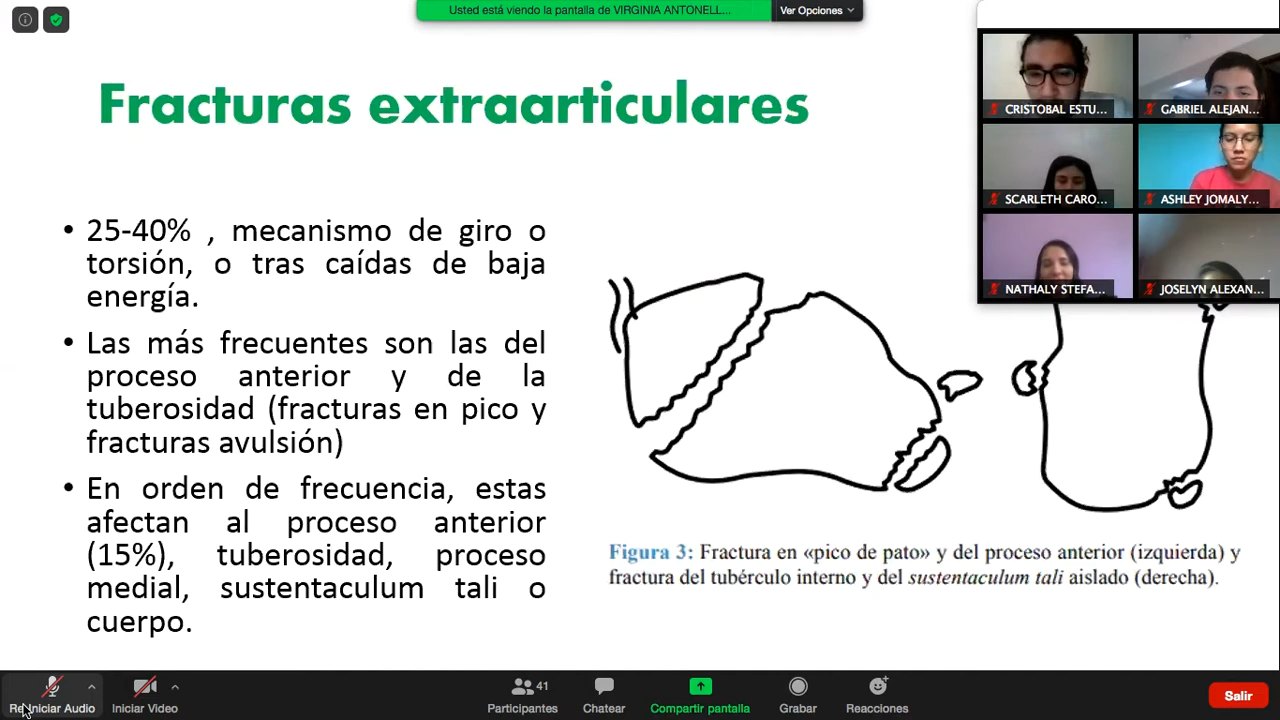 Usted está viendo la pantalla de VIRGINIA ANTONELL...
Ver Opciones
Fracturas extraarticulares
CRISTOBAL ESTU...
GABRIEL ALEJAN...
SCARLETH CARO...
ASHLEY JOMALY...
NATHALY STEFA...
JOSELYN ALEXAN...
• 25-40% , mecanismo de giro o
torsión, o tras caídas de baja
energía.
• Las más frecuentes son las del
proceso anterior y de la
tuberosidad (fracturas en pico y
fracturas avulsión)
• En orden de frecuencia, estas
afectan al proceso anterior
(15%), tuberosidad, proceso
medial, sustentaculum tali o
cuerpo.
Figura 3: Fractura en «pico de pato» y del proceso anterior (izquierda) y
fractura del tubérculo interno y del sustentaculum tali aislado (derecha).
Iniciar Audio
Iniciar Video
41
Participantes
Chatear
Compartir pantalla
Grabar
Reacciones
Salir